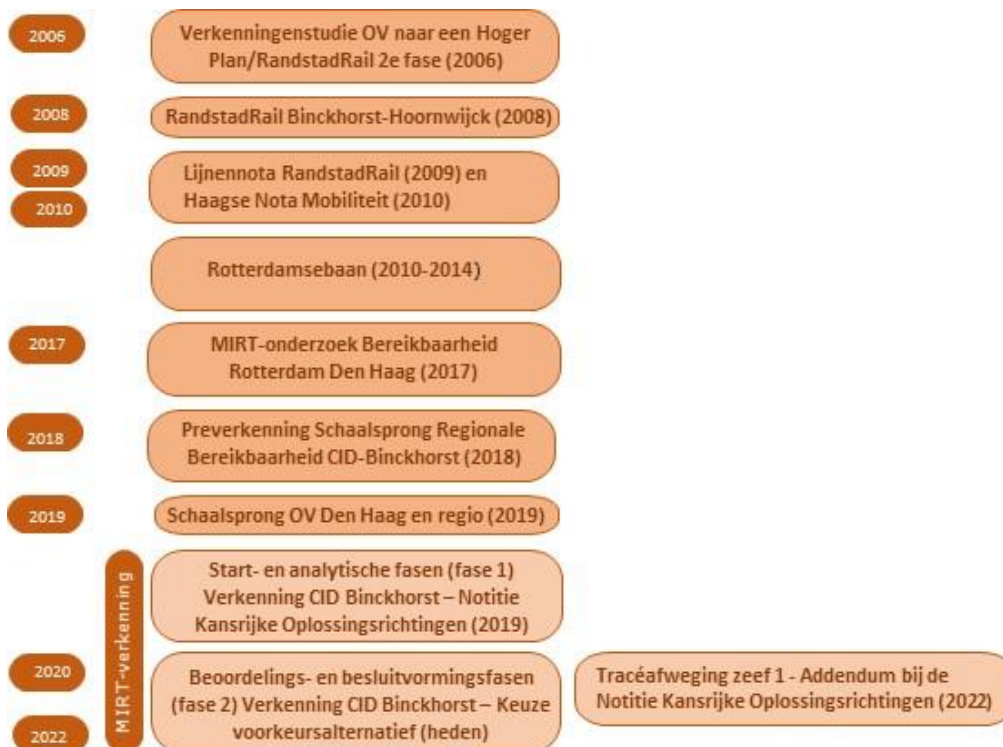 2006
Verkenningenstudie OV naar een Hoger
Plan/RandstadRail 2e fase (2006)
2008
RandstadRail Binckhorst-Hoornwijck (2008)
2009
2010
Lijnennota RandstadRail (2009) en
Haagse Nota Mobiliteit (2010)
Rotterdamsebaan (2010-2014)
2017
MIRT-onderzoek Bereikbaarheid
Rotterdam Den Haag (2017)
2018
Preverkenning Schaalsprong Regionale
Bereikbaarheid CID-Binckhorst (2018)
2019
Schaalsprong OV Den Haag en regio (2019)
MIRT-verkenning
Start- en analytische fasen (fase 1)
Verkenning CID Binckhorst – Notitie
Kansrijke Oplossingsrichtingen (2019)
2020
2022
Beoordelings- en besluitvormingsfasen
(fase 2) Verkenning CID Binckhorst – Keuze
voorkeursalternatief (heden)
Tracéafweging zeef 1 - Addendum bij de
Notitie Kansrijke Oplossingsrichtingen (2022)